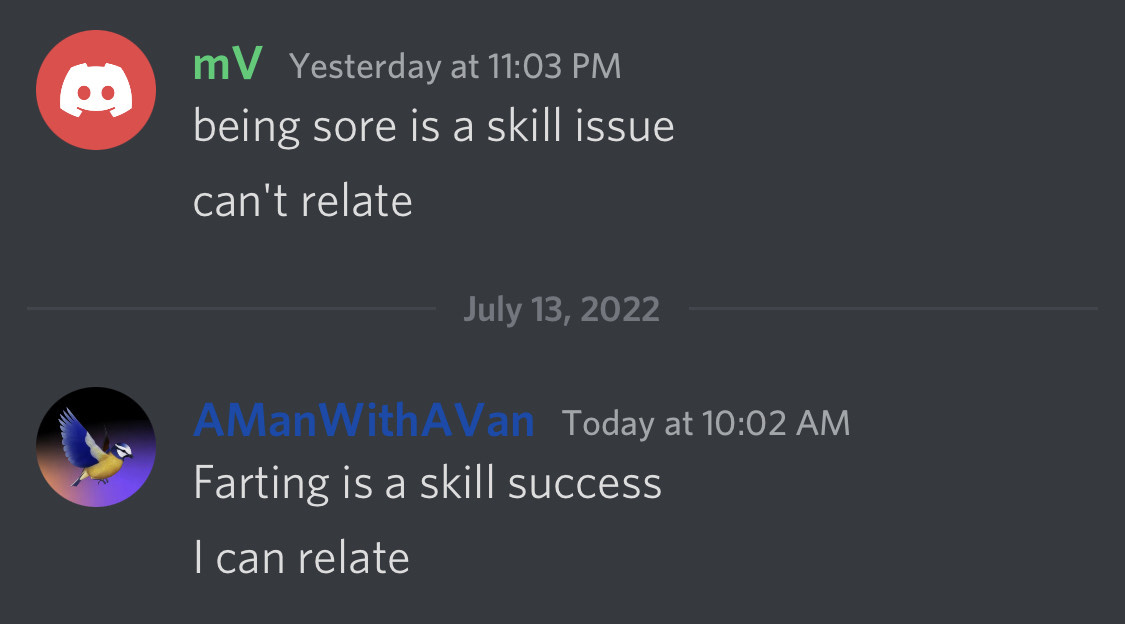 mV Yesterday at 11:03 PM
being sore is a skill issue
can't relate
July 13, 2022
AManWithAVan Today at 10:02 AM
Farting is a skill success
I can relate